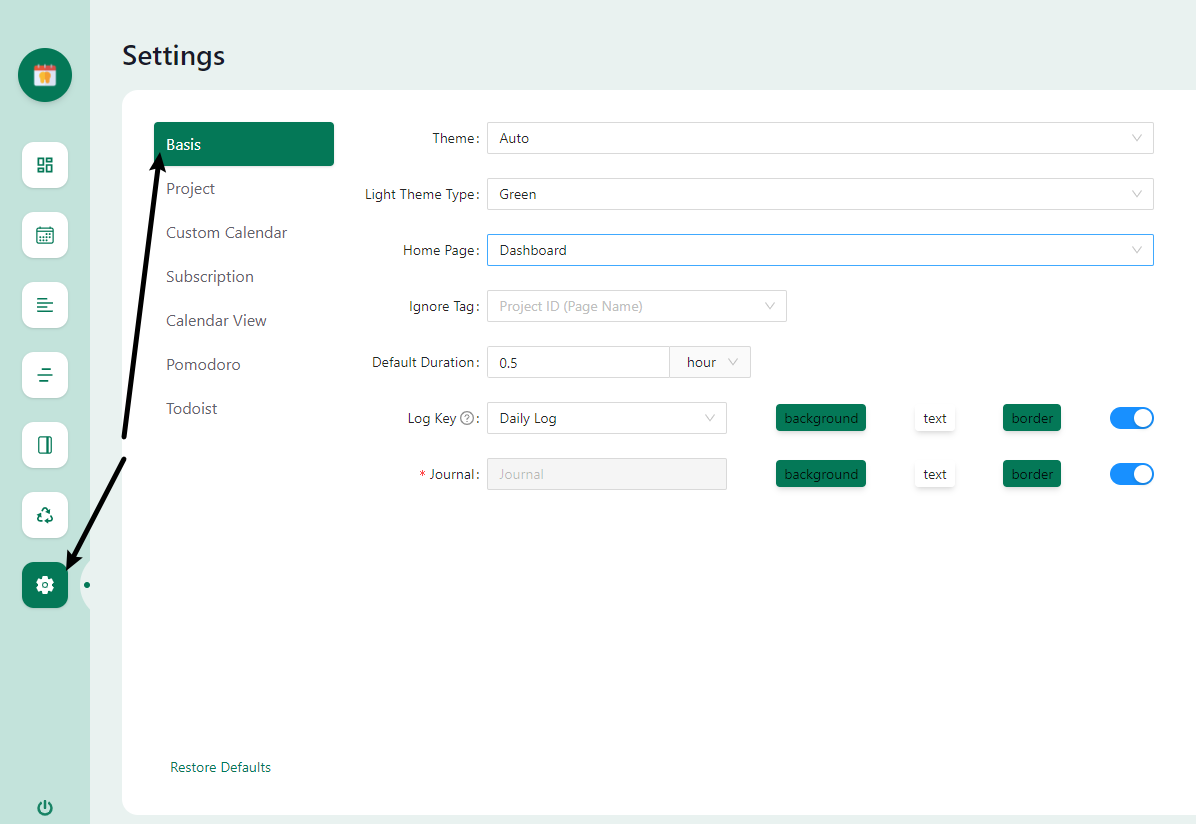 Settings
Basis
Project
Custom Calendar
Subscription
Calendar View
Pomodoro
Todoist
Restore Defaults
Theme: Auto
Light Theme Type: Green
Home Page: Dashboard
Ignore Tag: Project ID (Page Name)
Default Duration: 0.5 hour
Log Key ? : Daily Log background text border
* Journal: Journal background text border